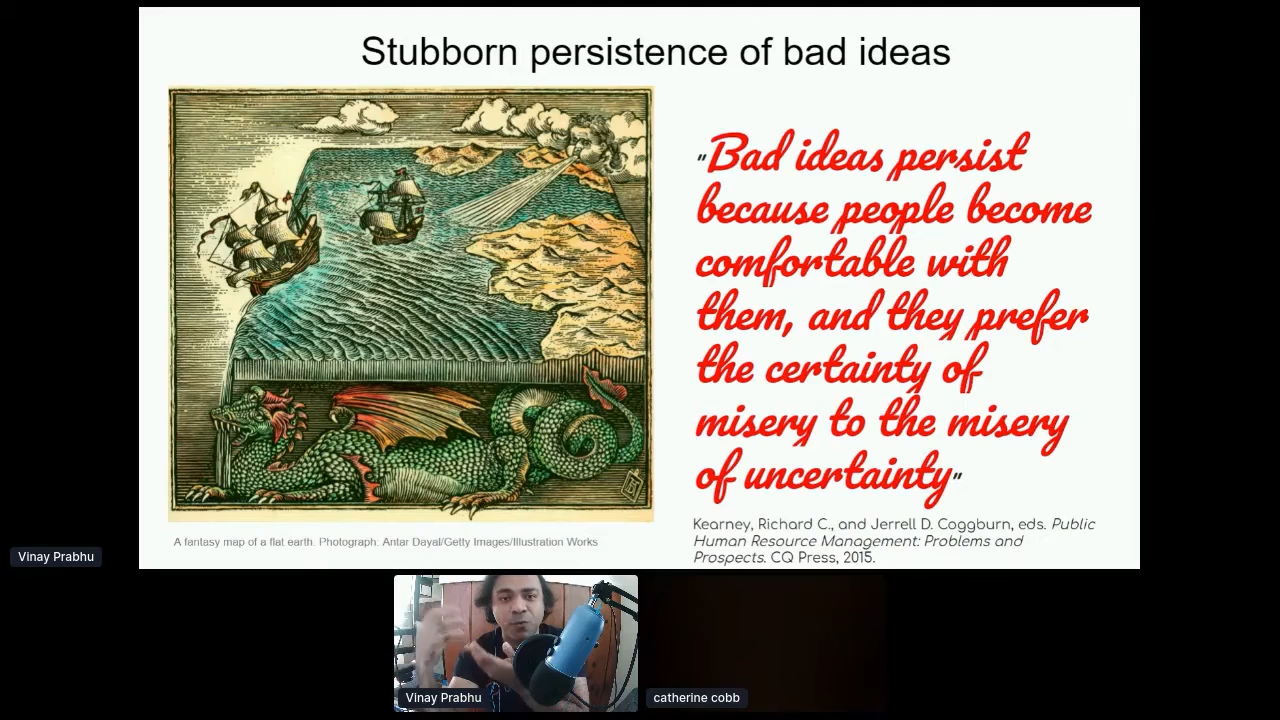 Stubborn persistence of bad ideas
"Bad ideas persist
because people become
comfortable with
them, and they prefer
the certainty of
misery to the misery
of uncertainty"
Kearney, Richard C., and Jerrell D. Coggburn, eds. Public
Human Resource Management: Problems and
Prospects. CQ Press, 2015.
A fantasy map of a flat earth. Photograph: Antar Dayal/Getty Images/Illustration Works
Vinay Prabhu
Vinay Prabhu
catherine cobb